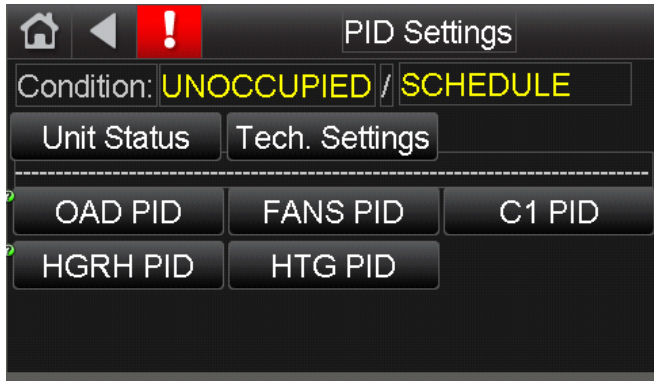 ! PID Settings
Condition: UNOCCUPIED / SCHEDULE
Unit Status Tech. Settings
--------------------------------------------------------------------------------
OAD PID FANS PID C1 PID
HGRH PID HTG PID